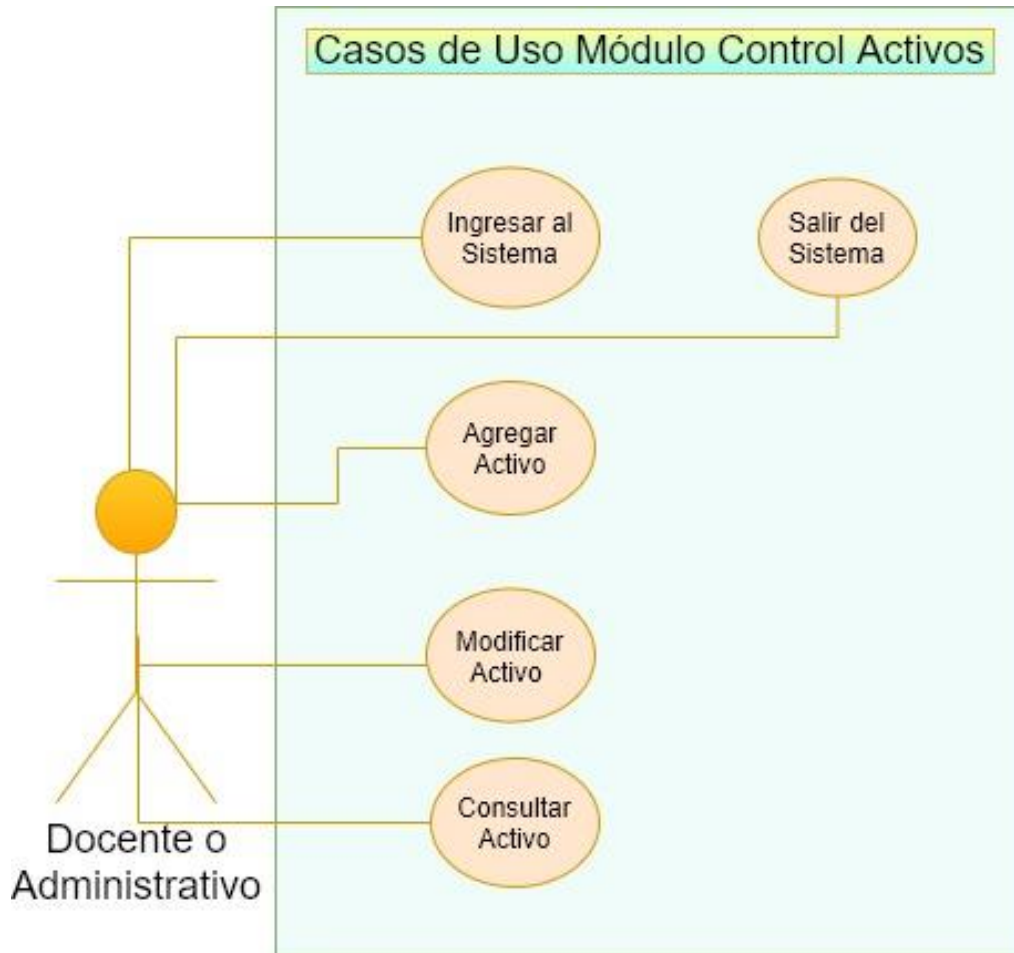 Casos de Uso Módulo Control Activos
Ingresar al
Sistema
Salir del
Sistema
Agregar
Activo
Modificar
Activo
Consultar
Activo
Docente o
Administrativo